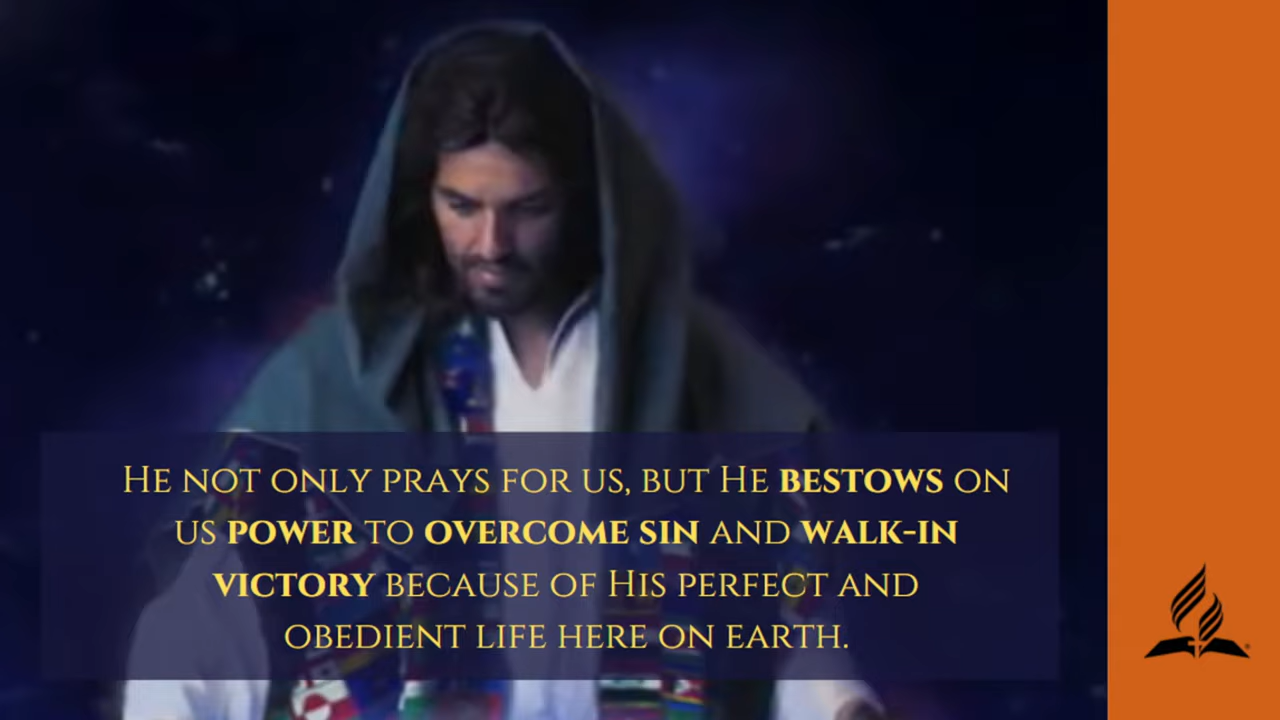 He not only prays for us, but He bestows on
us power to overcome sin and walk-in
victory because of His perfect and
obedient life here on earth.